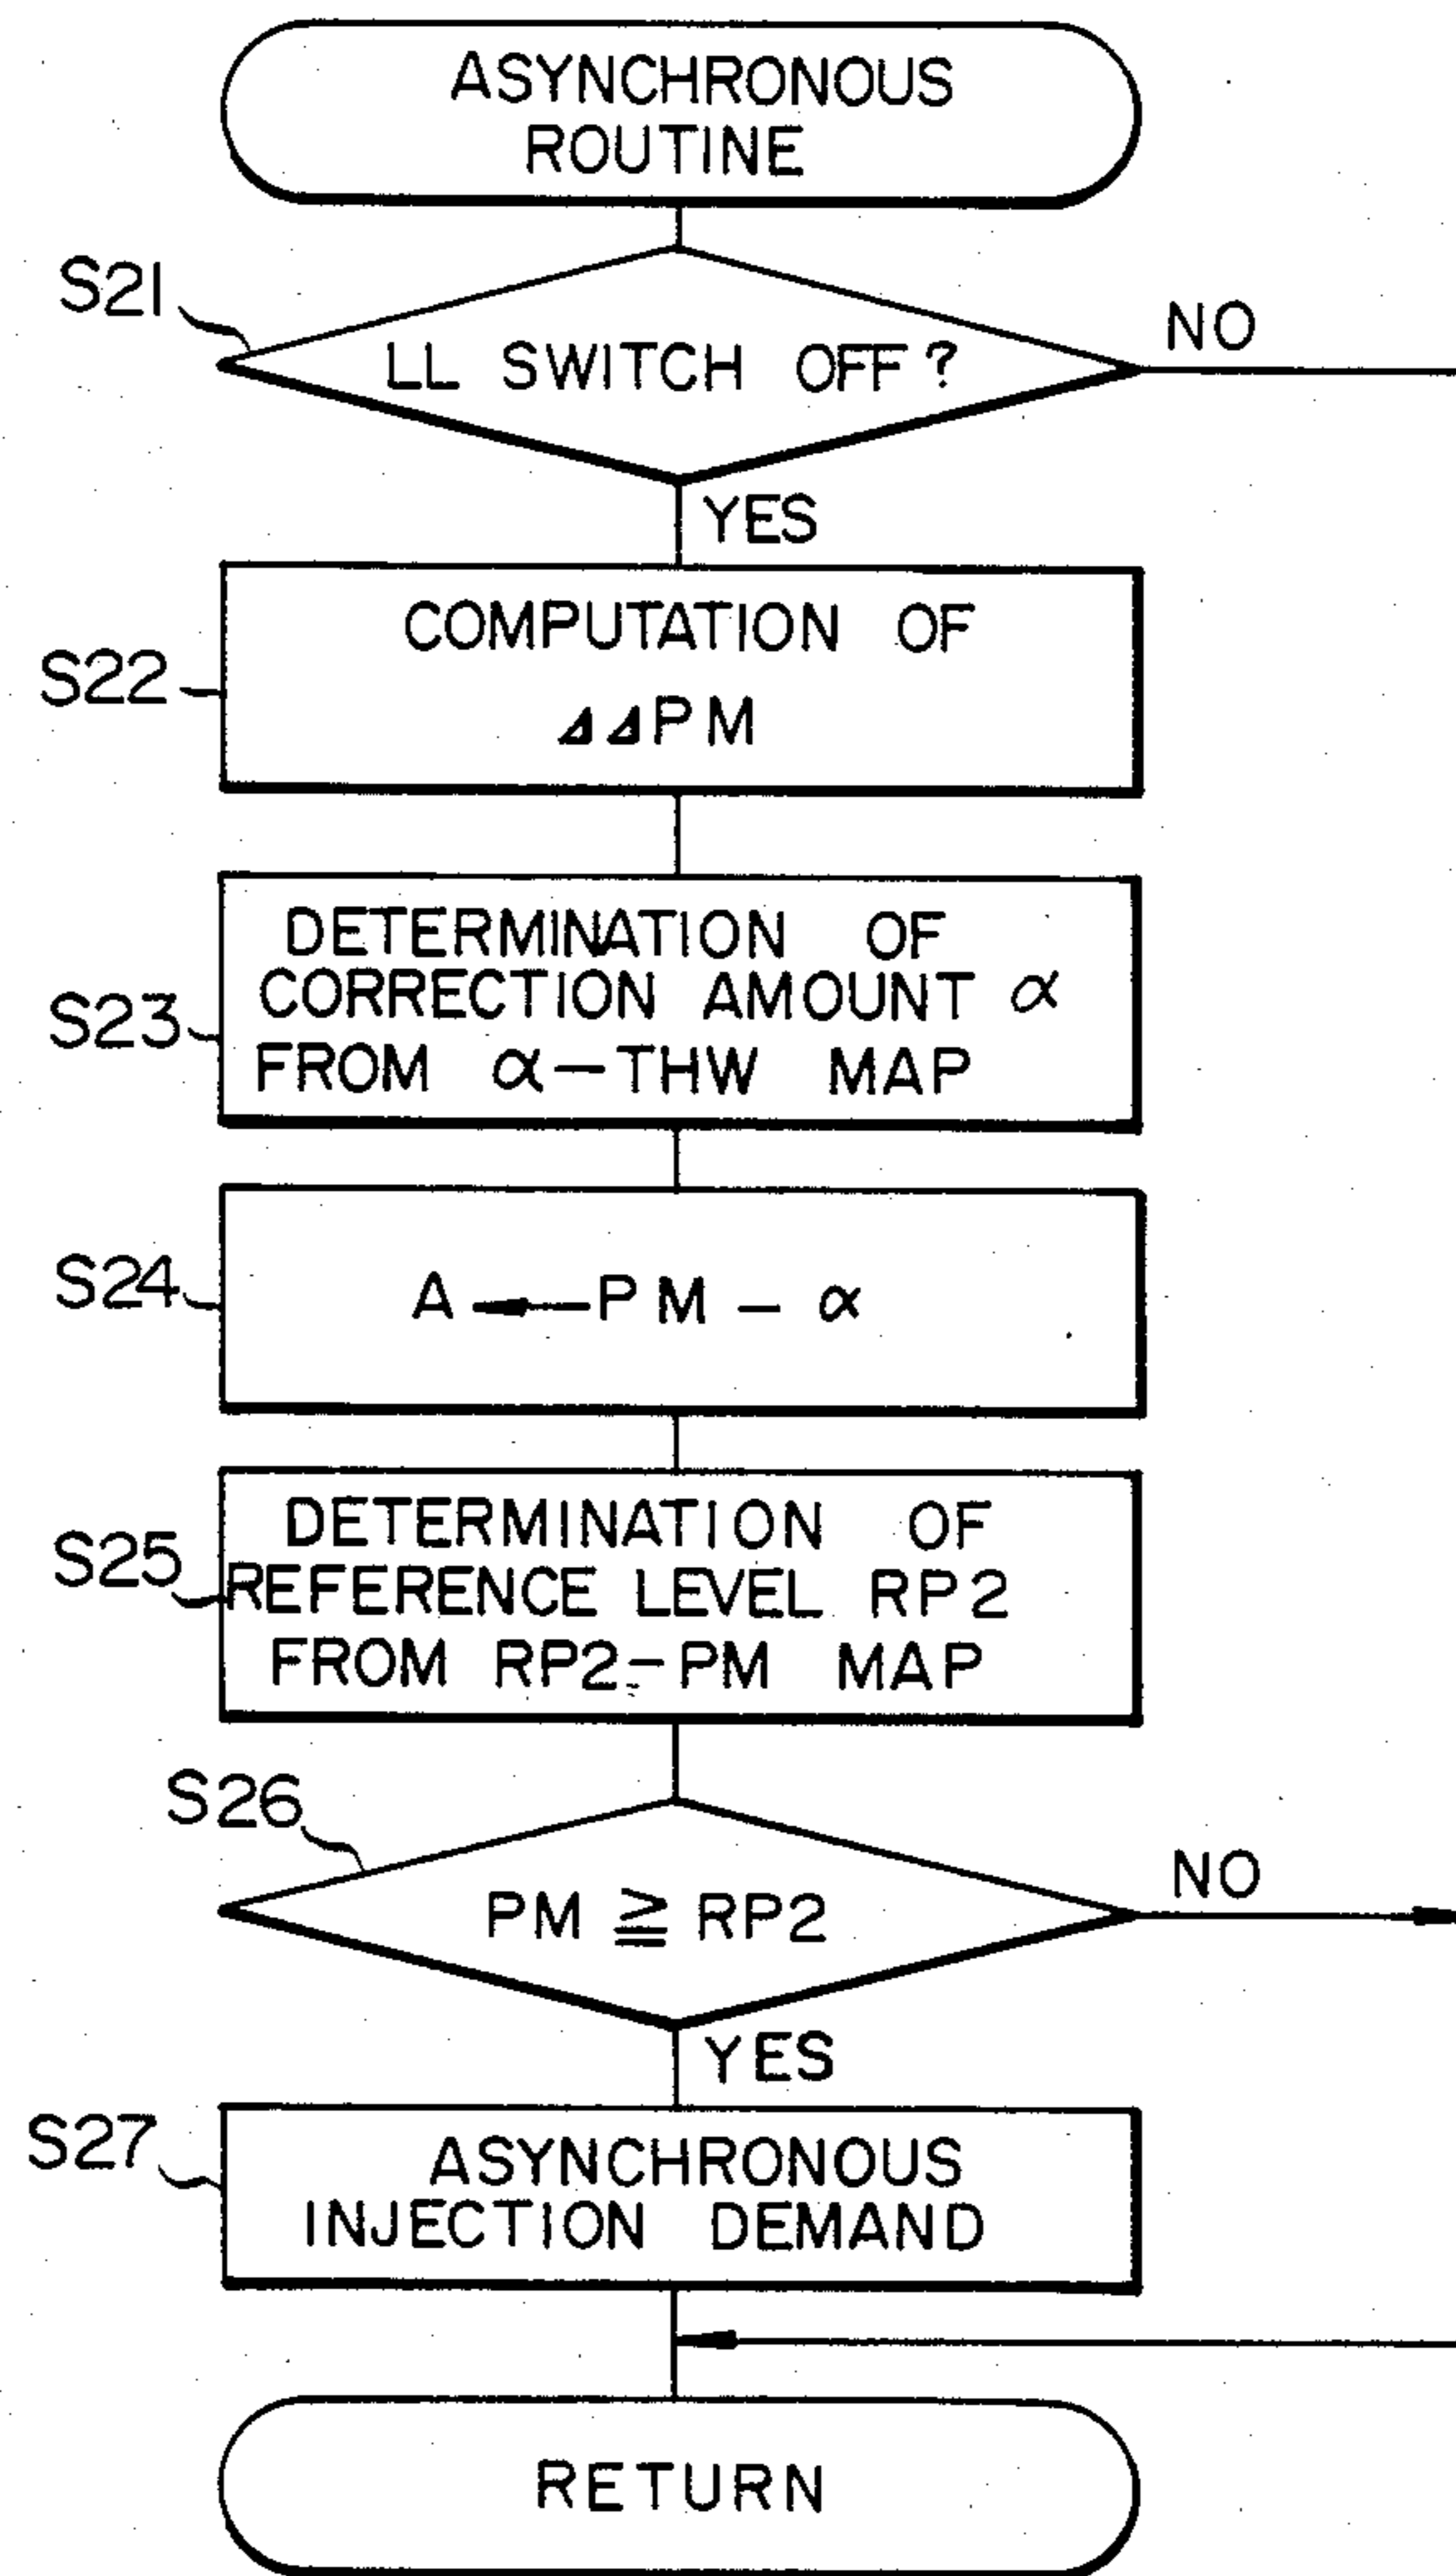 ASYNCHRONOUS
ROUTINE
S21
LL SWITCH OFF?
NO
YES
S22
COMPUTATION OF
⊿⊿PM
S23
DETERMINATION OF
CORRECTION AMOUNT α
FROM α-THW MAP
S24
A ← PM - α
S25
DETERMINATION OF
REFERENCE LEVEL RP2
FROM RP2-PM MAP
S26
PM ≧ RP2
NO
YES
S27
ASYNCHRONOUS
INJECTION DEMAND
RETURN